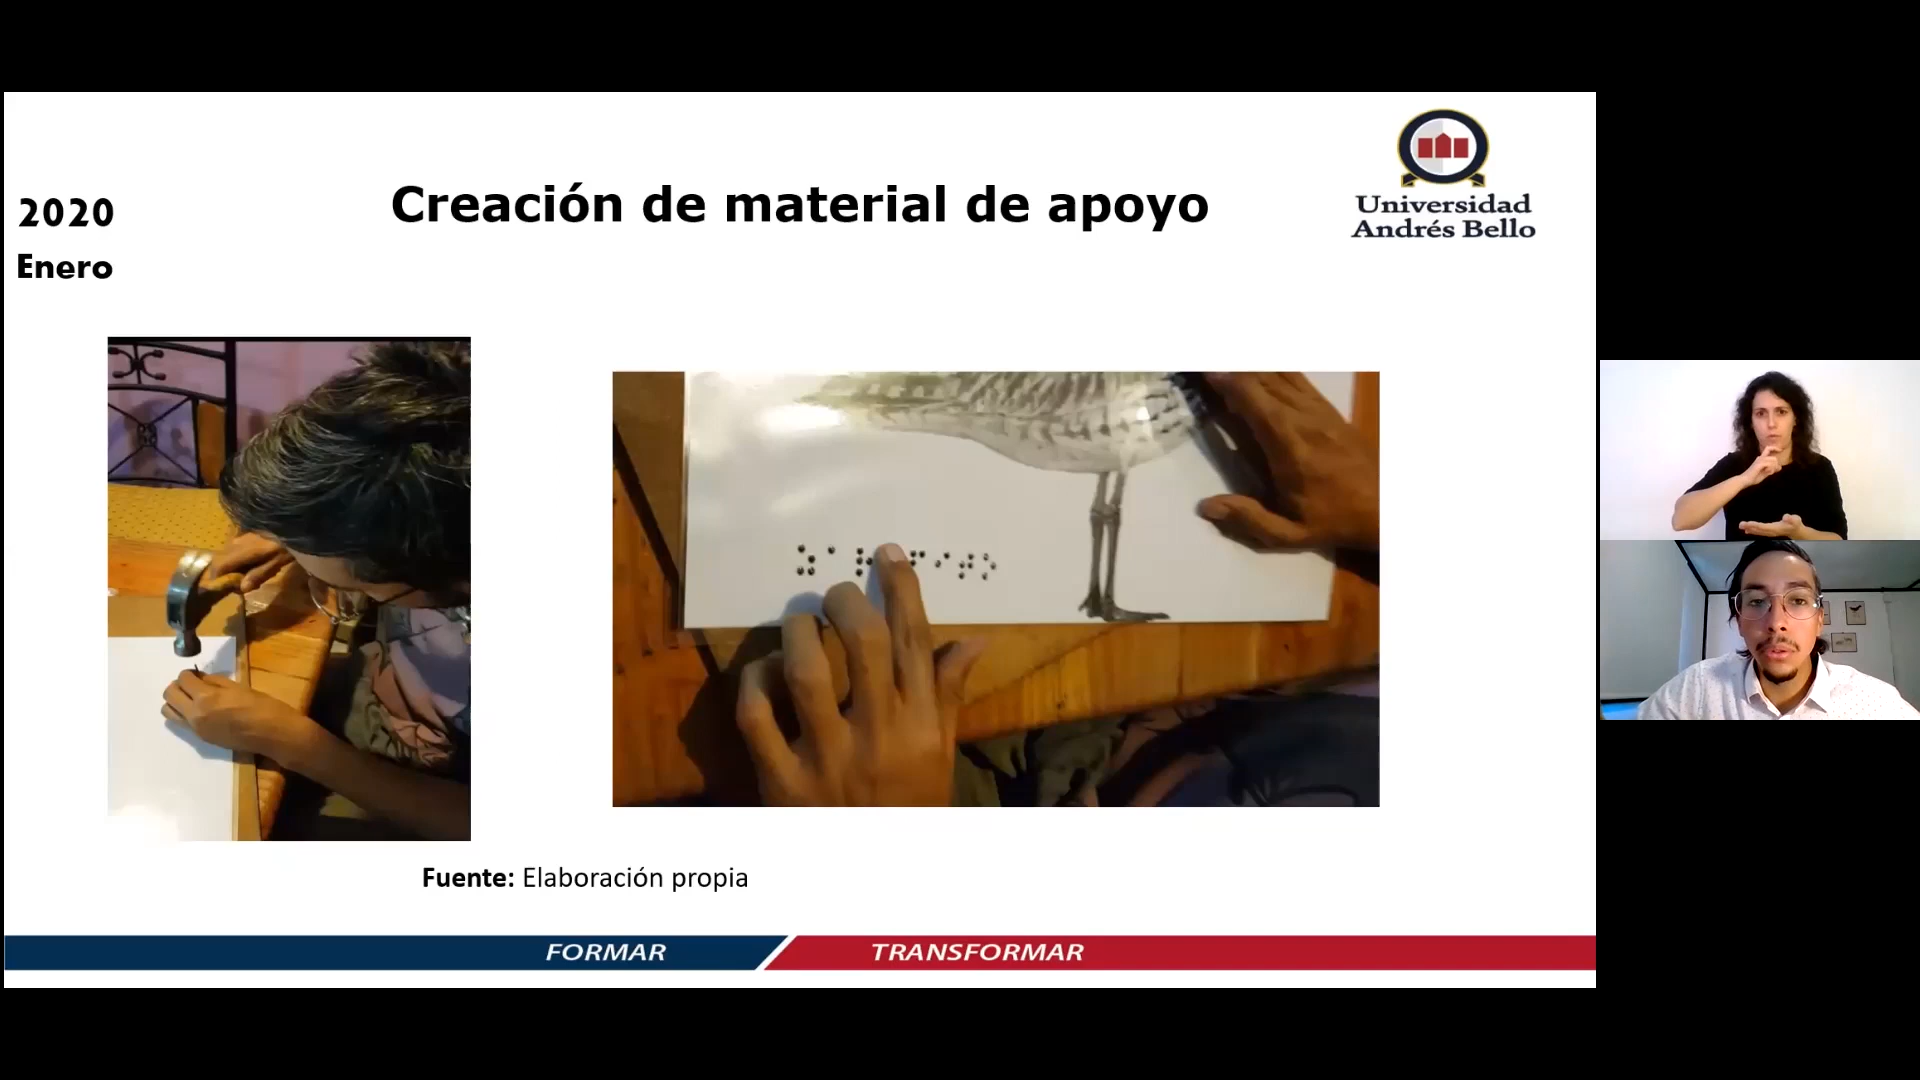 2020
Enero
Creación de material de apoyo
Universidad
Andrés Bello
Fuente: Elaboración propia
FORMAR
TRANSFORMAR